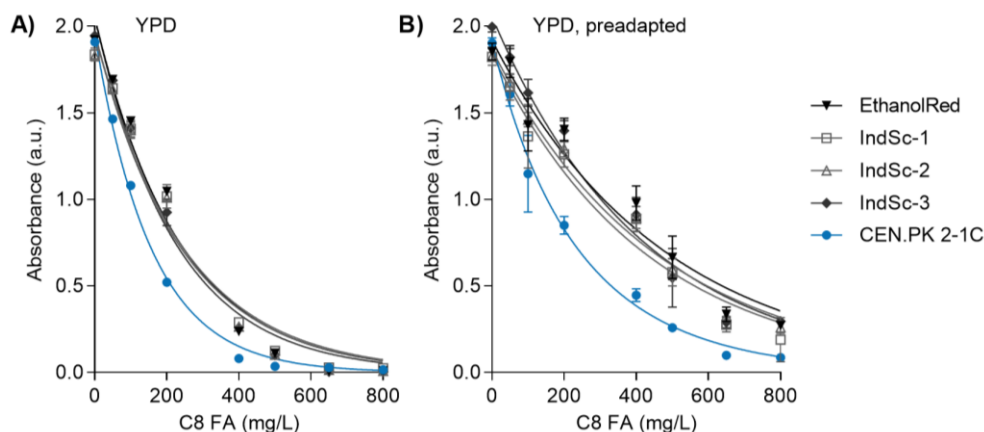 A) YPD
2.0
1.5
1.0
0.5
0.0
Absorbance (a.u.)
0 200 400 600 800
C8 FA (mg/L)
B) YPD, preadapted
2.0
1.5
1.0
0.5
0.0
Absorbance (a.u.)
0 200 400 600 800
C8 FA (mg/L)
EthanolRed
IndSc-1
IndSc-2
IndSc-3
CEN.PK 2-1C